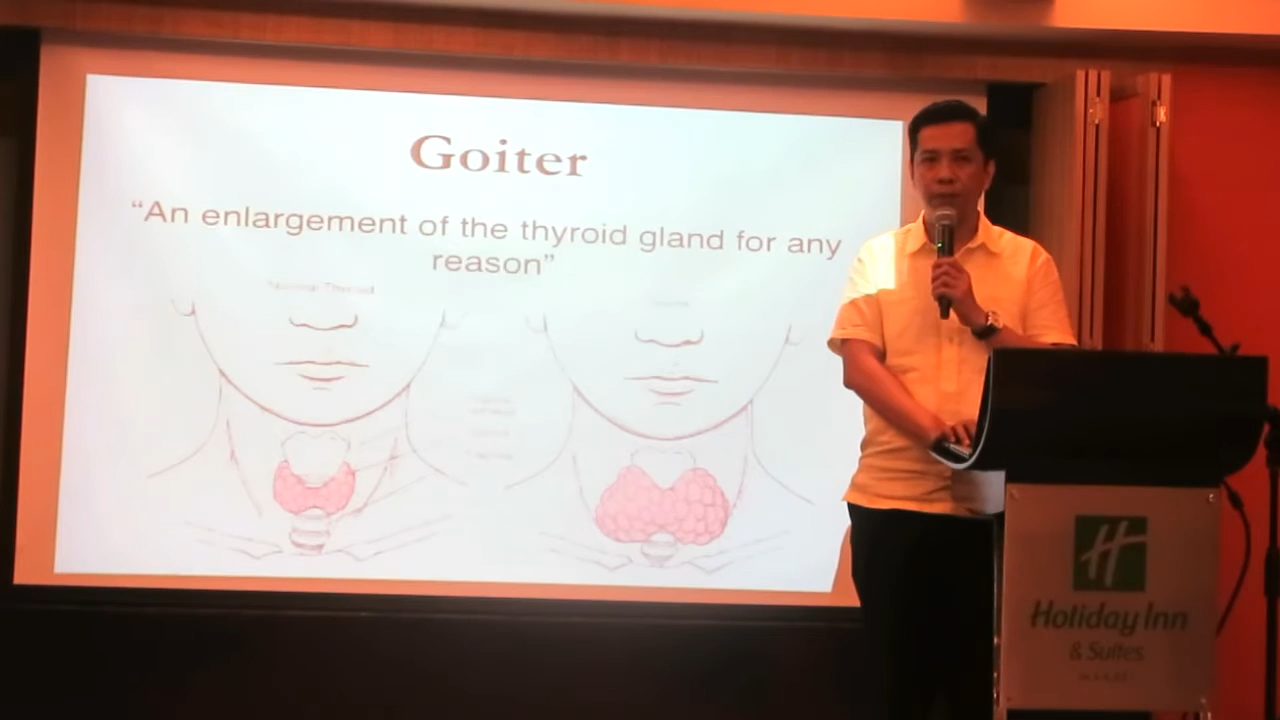 Goiter
“An enlargement of the thyroid gland for any
reason”
Normal Thyroid
H
Holiday Inn
& Suites